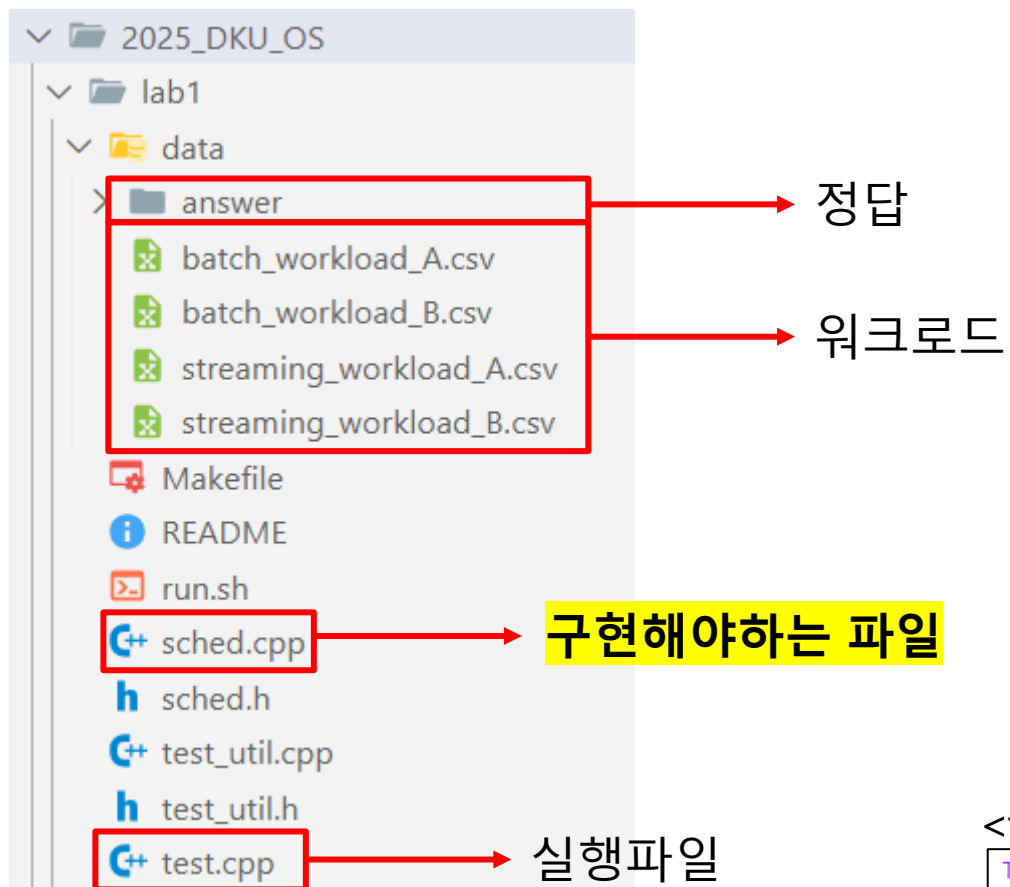 2025_DKU_OS
lab1
data
answer
정답
batch_workload_A.csv
batch_workload_B.csv
워크로드
streaming_workload_A.csv
streaming_workload_B.csv
Makefile
README
run.sh
sched.cpp
구현해야하는 파일
sched.h
test_util.cpp
test_util.h
test.cpp
실행파일
<